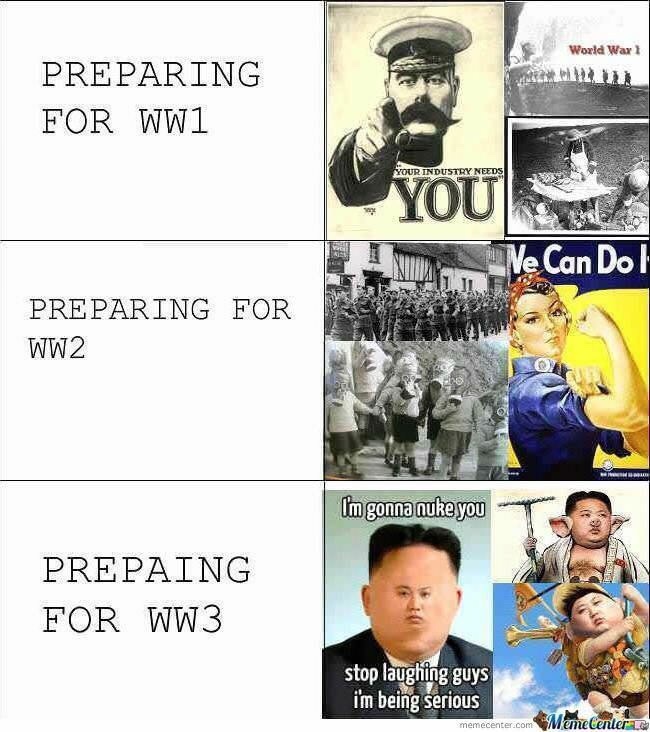 PREPARING
FOR WW1
World War 1
"YOUR INDUSTRY NEEDS
YOU"
PREPARING FOR
WW2
We Can Do I
I'm gonna nuke you
stop laughing guys
i'm being serious
PREPAING
FOR WW3
memecenter.com MemeCenter